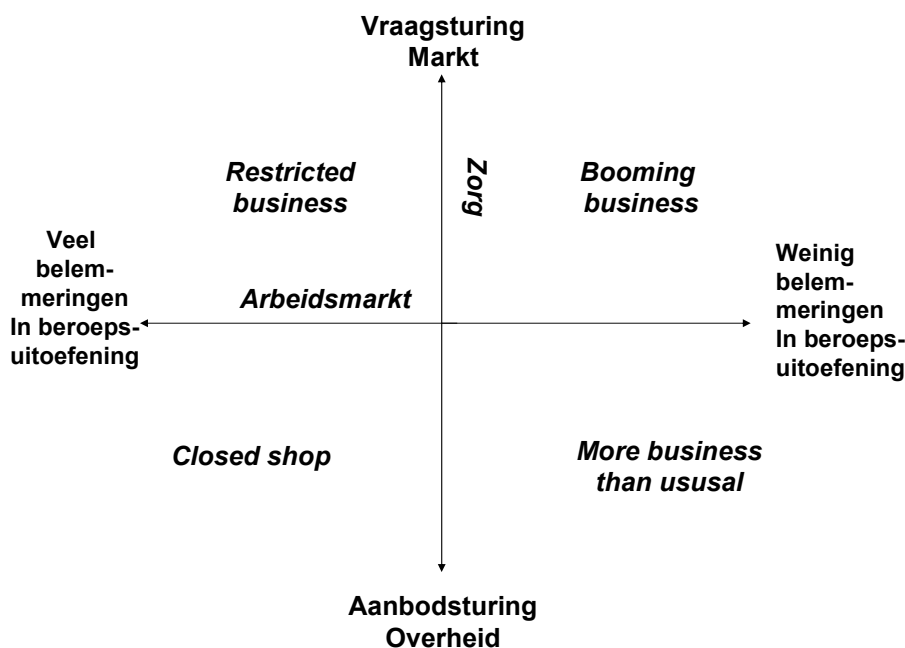 Vraagsturing
Markt
Restricted
business
Zorg
Booming
business
Veel
belem-
meringen
In beroeps-
uitoefening
Arbeidsmarkt
Weinig
belem-
meringen
In beroeps-
uitoefening
Closed shop
More business
than ususal
Aanbodsturing
Overheid